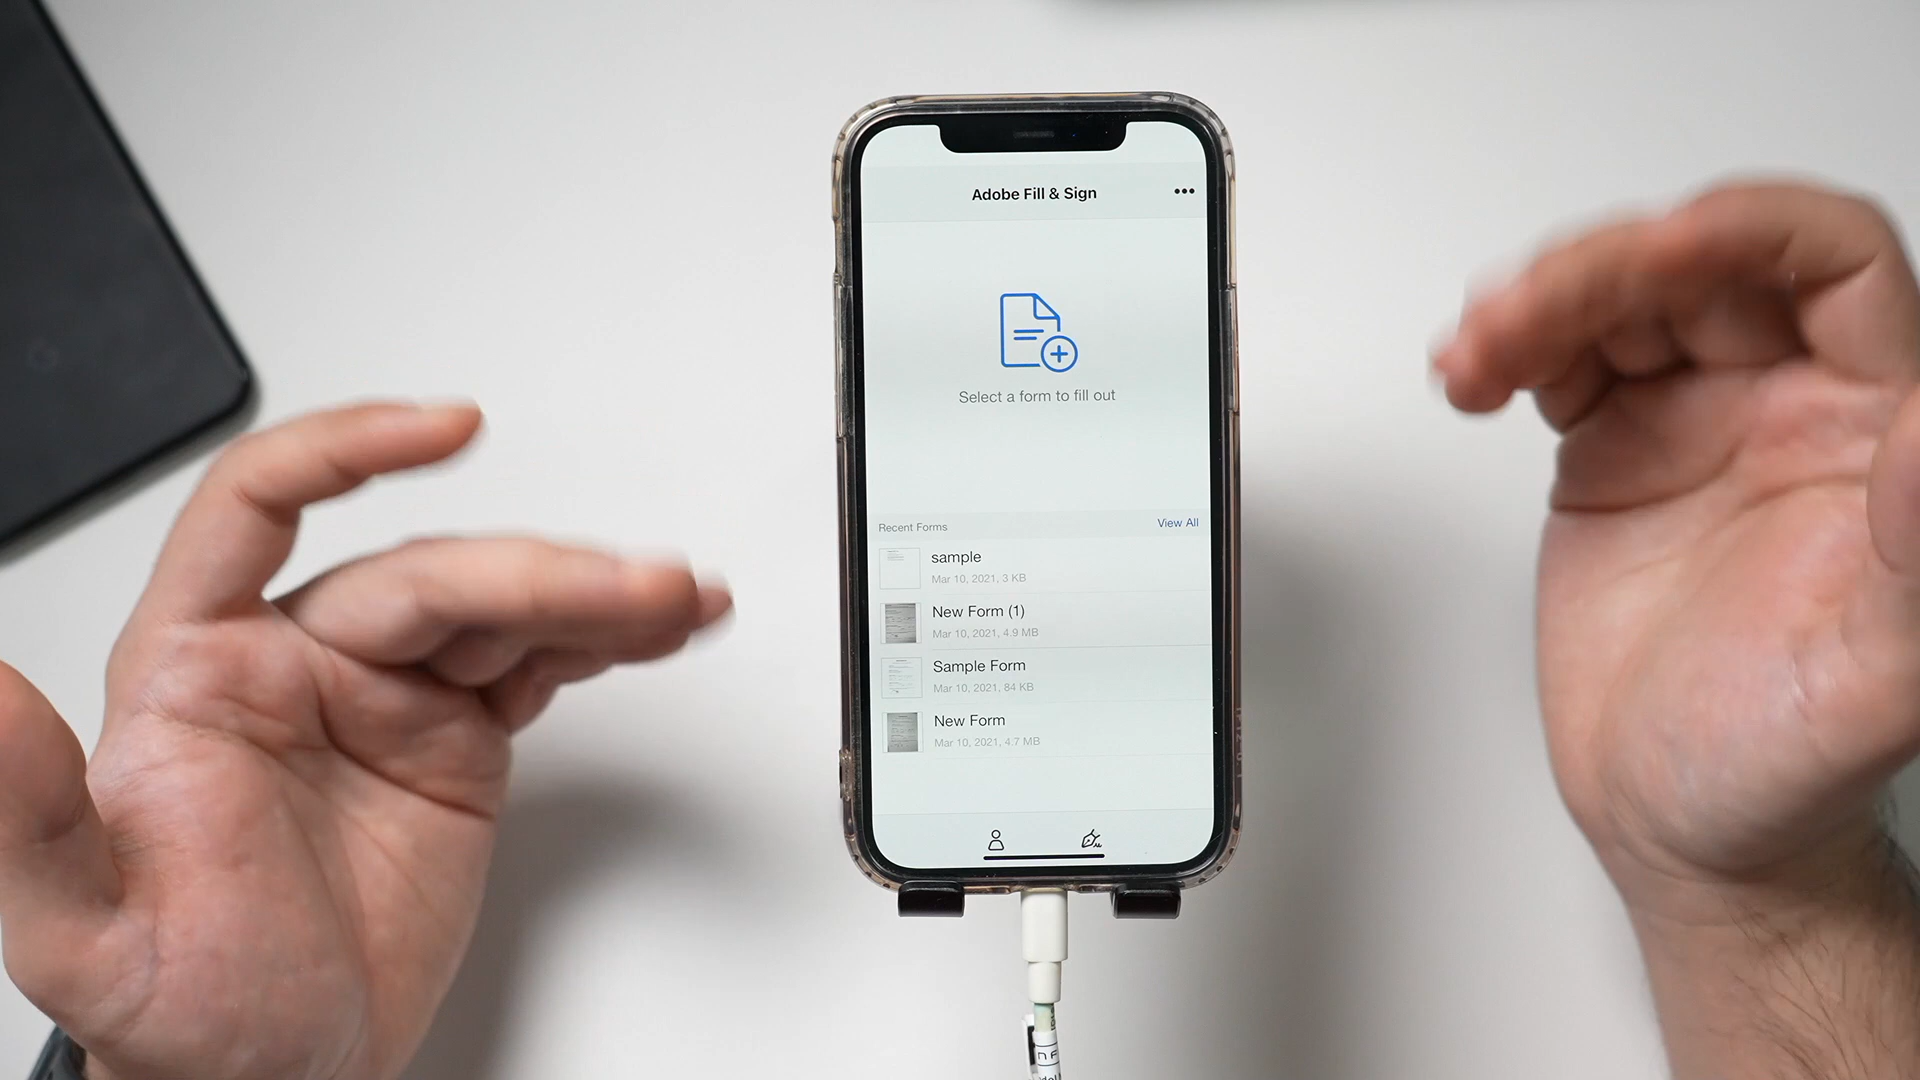 Adobe Fill & Sign
Select a form to fill out
Recent Forms
View All
sample
Mar 10, 2021, 3 KB
New Form (1)
Mar 10, 2021, 4.9 MB
Sample Form
Mar 10, 2021, 84 KB
New Form
Mar 10, 2021, 4.7 MB